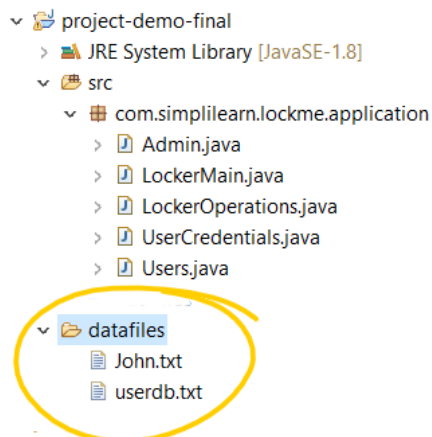 project-demo-final
JRE System Library [JavaSE-1.8]
src
com.simplilearn.lockme.application
Admin.java
LockerMain.java
LockerOperations.java
UserCredentials.java
Users.java
datafiles
John.txt
userdb.txt